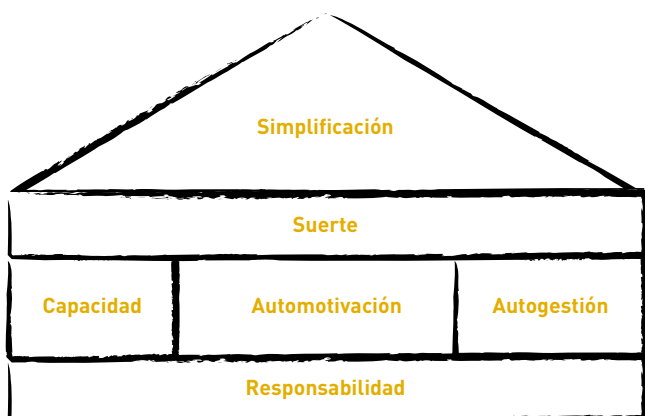 Simplificación
Suerte
Capacidad Automotivación Autogestión
Responsabilidad